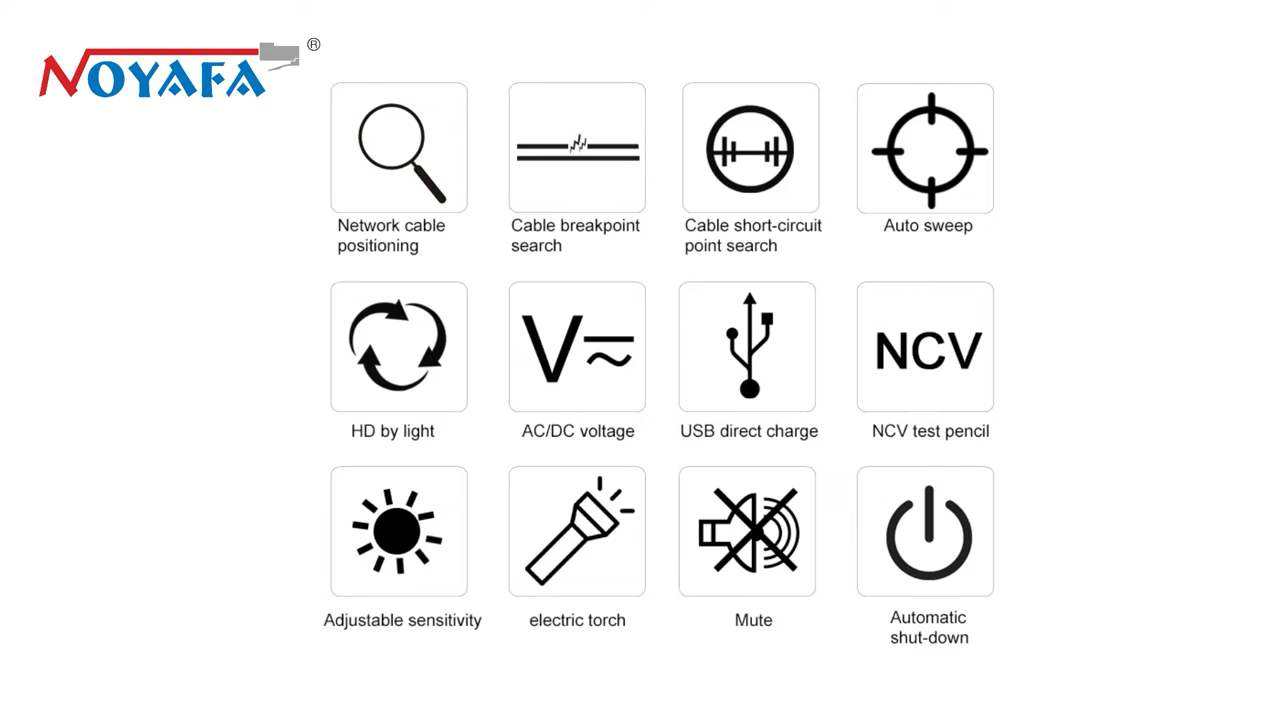 NOYAFA®
Network cable
positioning
Cable breakpoint
search
Cable short-circuit
point search
Auto sweep
V
NCV
HD by light
AC/DC voltage
USB direct charge
NCV test pencil
Adjustable sensitivity
electric torch
Mute
Automatic
shut-down